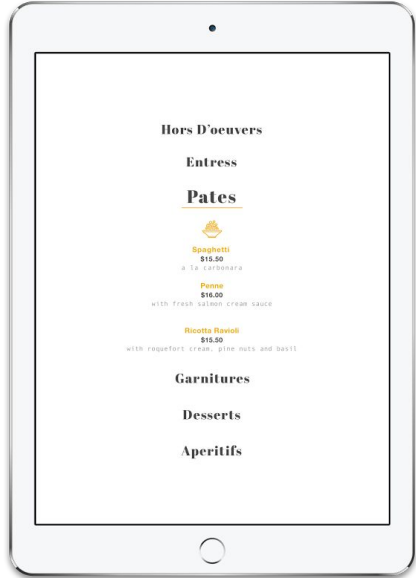 Hors D'oeuvers
Entress
Pates
Spaghetti
$15.50
a la carbonara
Penne
$16.00
with fresh salmon cream sauce
Ricotta Ravioli
$15.50
with roquefort cream, pine nuts and basil
Garnitures
Desserts
Aperitifs